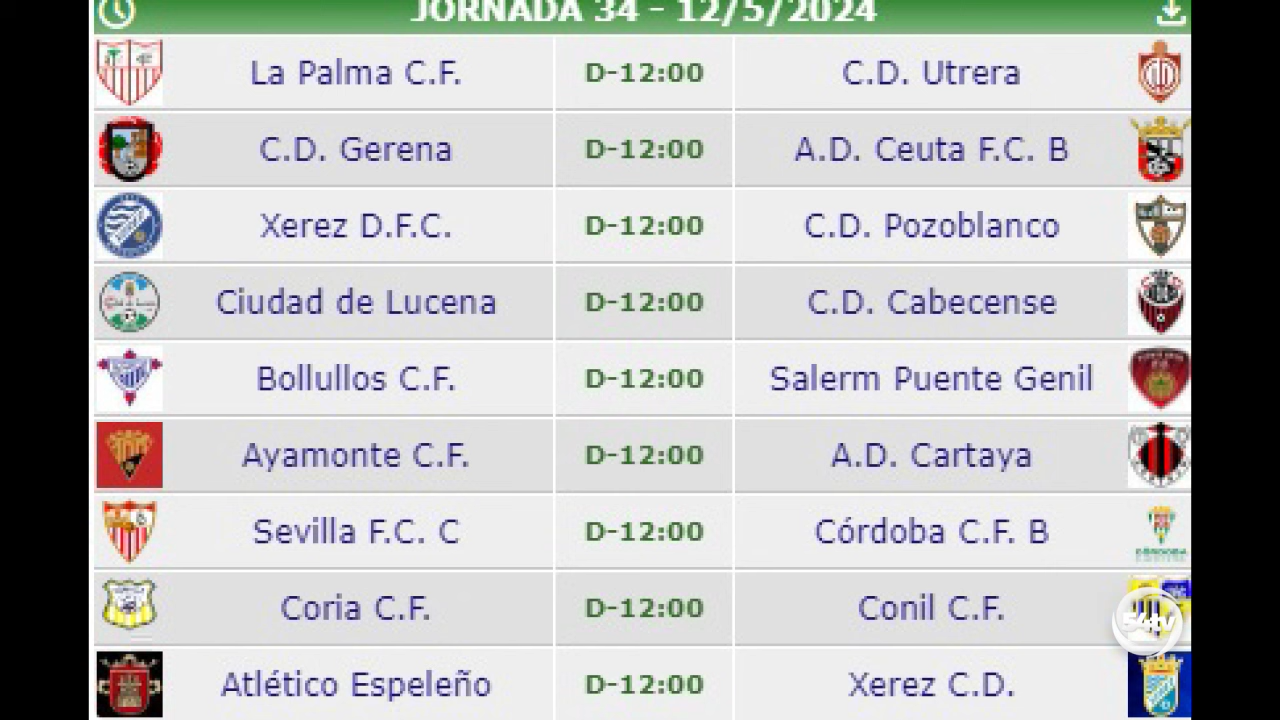 JORNADA 34 - 12/5/2024
La Palma C.F. D-12:00 C.D. Utrera
C.D. Gerena D-12:00 A.D. Ceuta F.C. B
Xerez D.F.C. D-12:00 C.D. Pozoblanco
Ciudad de Lucena D-12:00 C.D. Cabecense
Bollullos C.F. D-12:00 Salerm Puente Genil
Ayamonte C.F. D-12:00 A.D. Cartaya
Sevilla F.C. C D-12:00 Córdoba C.F. B
CÓRDOBA
Coria C.F. D-12:00 Conil C.F.
54tv
Atlético Espeleño D-12:00 Xerez C.D.